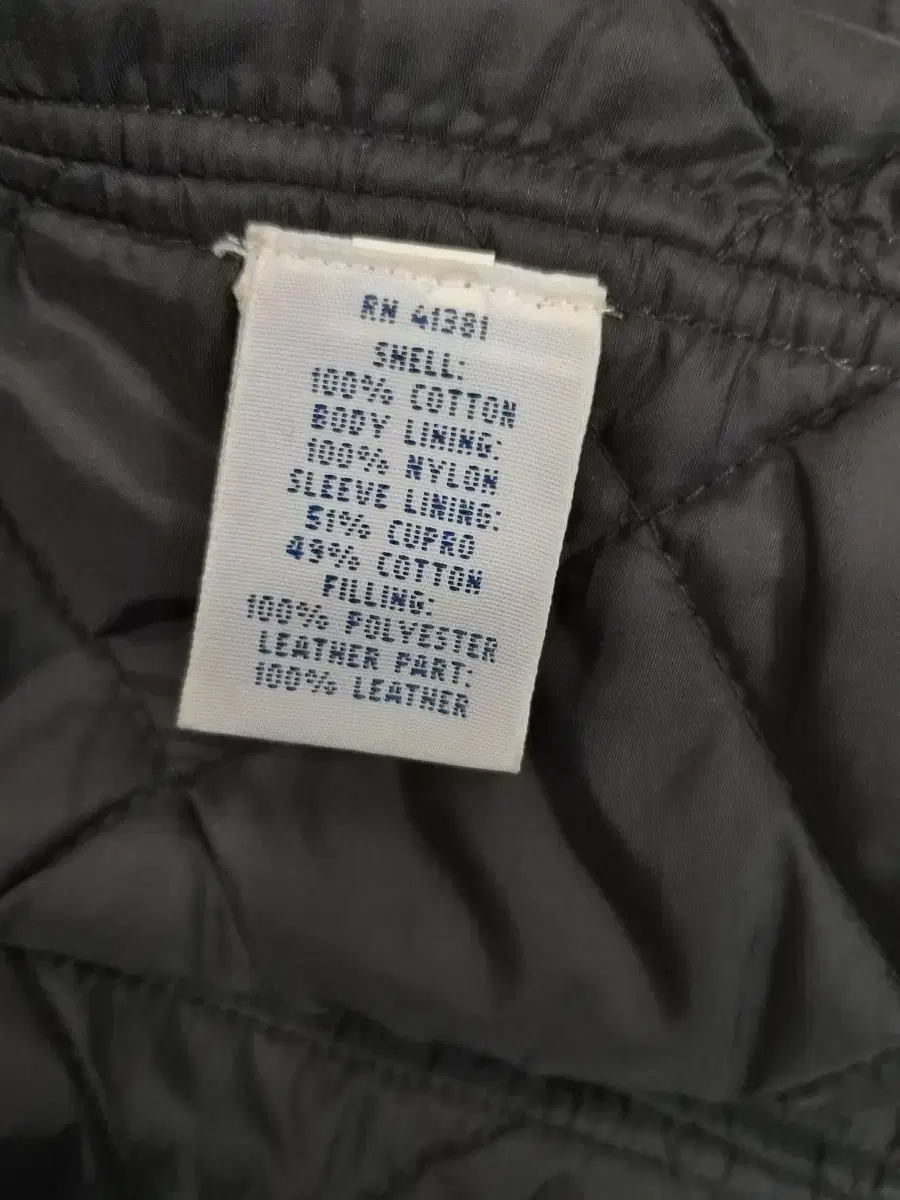 RN 41381
SHELL:
100% COTTON
BODY LINING:
100% NYLON
SLEEVE LINING:
51% CUPRO
49% COTTON
FILLING:
100% POLYESTER
LEATHER PART:
100% LEATHER